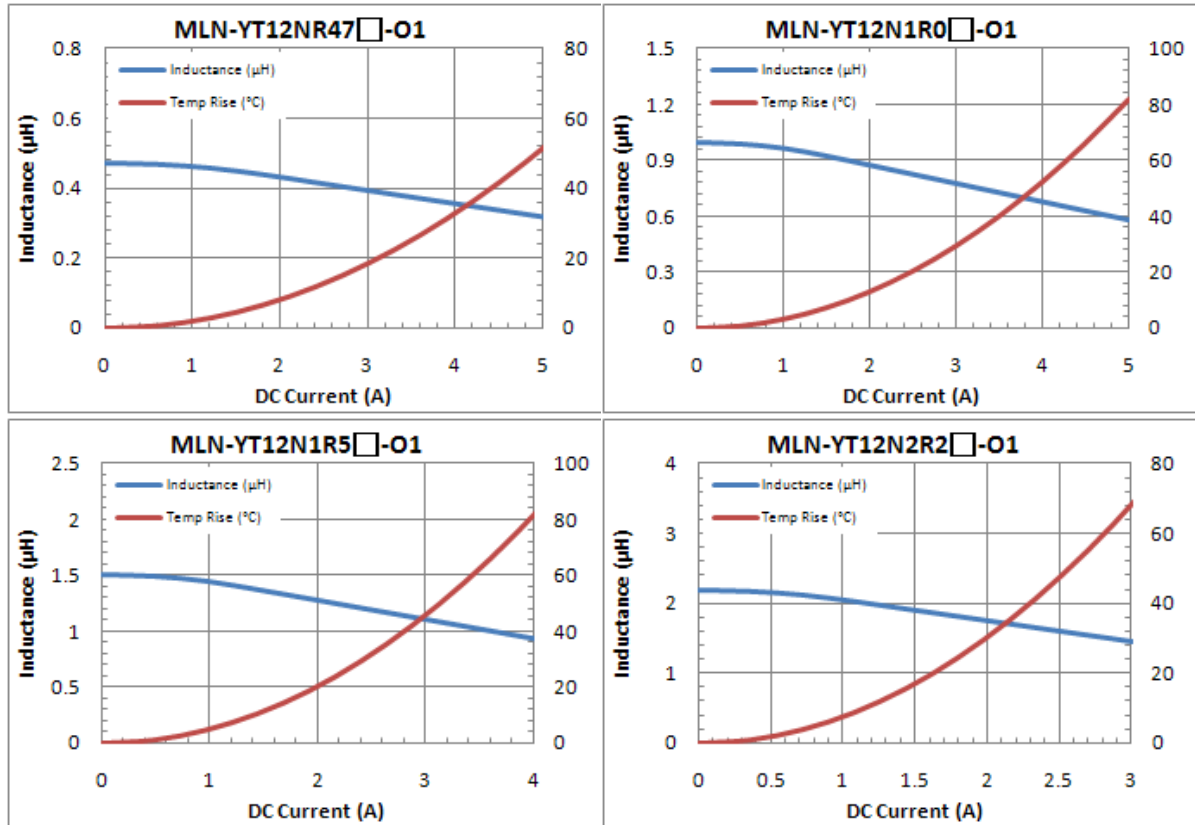 MLN-YT12NR47□-O1
Inductance (µH)
Temp Rise (°C)
0.8
0.6
0.4
0.2
0
80
60
40
20
0
Inductance (µH)
0 1 2 3 4 5
DC Current (A)
MLN-YT12N1R0□-O1
Inductance (µH)
Temp Rise (°C)
1.5
1.2
0.9
0.6
0.3
0
100
80
60
40
20
0
Inductance (µH)
0 1 2 3 4 5
DC Current (A)
MLN-YT12N1R5□-O1
Inductance (µH)
Temp Rise (°C)
2.5
2
1.5
1
0.5
0
100
80
60
40
20
0
Inductance (µH)
0 1 2 3 4
DC Current (A)
MLN-YT12N2R2□-O1
Inductance (µH)
Temp Rise (°C)
4
3
2
1
0
80
60
40
20
0
Inductance (µH)
0 0.5 1 1.5 2 2.5 3
DC Current (A)